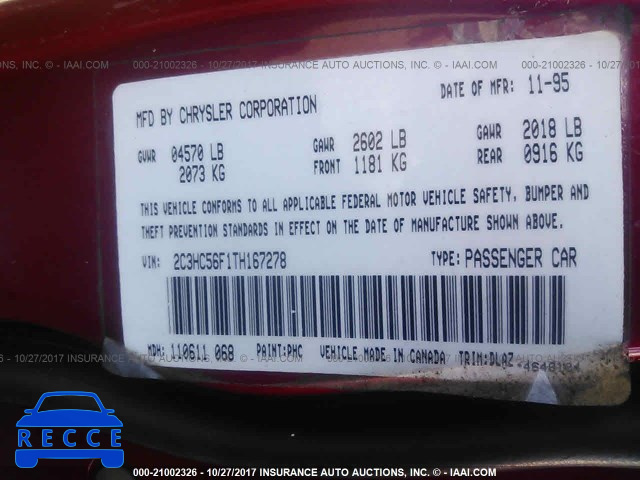 000-21002326 - 10/27/2017 INSURANCE AUTO AUCTIONS, INC. - IAAI.COM
MFD BY CHRYSLER CORPORATION
DATE OF MFR: 11-95
GVWR 04570 LB
2073 KG
GAWR FRONT 2602 LB
1181 KG
GAWR REAR 2018 LB
0916 KG
THIS VEHICLE CONFORMS TO ALL APPLICABLE FEDERAL MOTOR VEHICLE SAFETY, BUMPER AND
THEFT PREVENTION STANDARDS IN EFFECT ON THE DATE OF MANUFACTURE SHOWN ABOVE.
VIN: 2C3HC56F1TH167278 TYPE: PASSENGER CAR
MDH: 110611 068 PAINT: VEHICLE MADE IN CANADA TRIM:DLAZ
RECCE
000-21002326 - 10/27/2017 INSURANCE AUTO AUCTIONS, INC. - IAAI.COM